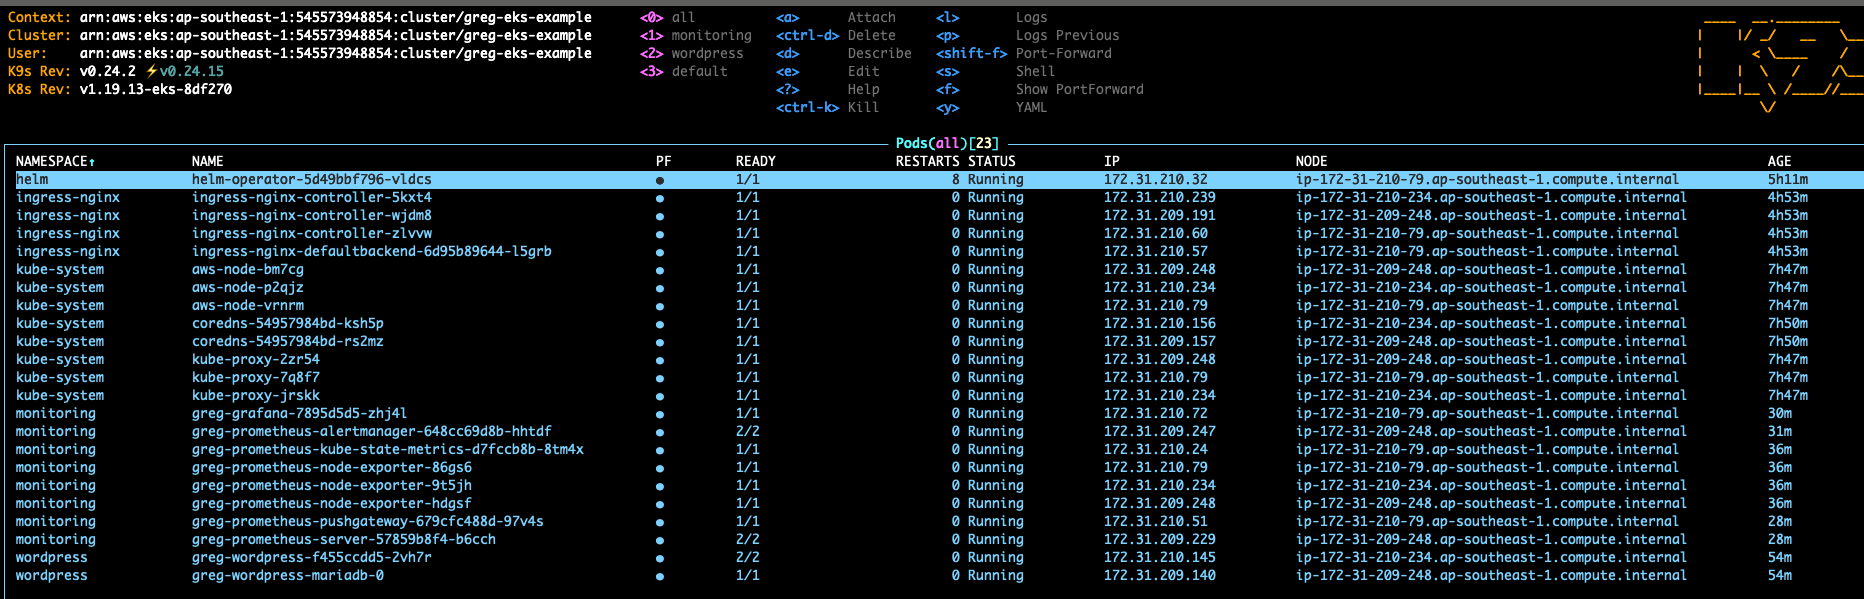 Context: arn:aws:eks:ap-southeast-1:545573948854:cluster/greg-eks-example <0> all <a> Attach <l> Logs
Cluster: arn:aws:eks:ap-southeast-1:545573948854:cluster/greg-eks-example <1> monitoring <ctrl-d> Delete <p> Logs Previous
User: arn:aws:eks:ap-southeast-1:545573948854:cluster/greg-eks-example <2> wordpress <d> Describe <shift-f> Port-Forward
K9s Rev: v0.24.2 ⚡v0.24.15 <3> default <e> Edit <s> Shell
K8s Rev: v1.19.13-eks-8df270 <?> Help <f> Show PortForward
<ctrl-k> Kill <y> YAML
Pods(all)[23]
NAMESPACE↑ NAME PF READY RESTARTS STATUS IP NODE AGE
helm helm-operator-5d49bbf796-vldcs ● 1/1 8 Running 172.31.210.32 ip-172-31-210-79.ap-southeast-1.compute.internal 5h11m
ingress-nginx ingress-nginx-controller-5kxt4 ● 1/1 0 Running 172.31.210.239 ip-172-31-210-234.ap-southeast-1.compute.internal 4h53m
ingress-nginx ingress-nginx-controller-wjdm8 ● 1/1 0 Running 172.31.209.191 ip-172-31-209-248.ap-southeast-1.compute.internal 4h53m
ingress-nginx ingress-nginx-controller-zlvvw ● 1/1 0 Running 172.31.210.60 ip-172-31-210-79.ap-southeast-1.compute.internal 4h53m
ingress-nginx ingress-nginx-defaultbackend-6d95b89644-l5grb ● 1/1 0 Running 172.31.210.57 ip-172-31-210-79.ap-southeast-1.compute.internal 4h53m
kube-system aws-node-bm7cg ● 1/1 0 Running 172.31.209.248 ip-172-31-209-248.ap-southeast-1.compute.internal 7h47m
kube-system aws-node-p2qjz ● 1/1 0 Running 172.31.210.234 ip-172-31-210-234.ap-southeast-1.compute.internal 7h47m
kube-system aws-node-vrnrm ● 1/1 0 Running 172.31.210.79 ip-172-31-210-79.ap-southeast-1.compute.internal 7h47m
kube-system coredns-54957984bd-ksh5p ● 1/1 0 Running 172.31.210.156 ip-172-31-210-234.ap-southeast-1.compute.internal 7h50m
kube-system coredns-54957984bd-rs2mz ● 1/1 0 Running 172.31.209.157 ip-172-31-209-248.ap-southeast-1.compute.internal 7h50m
kube-system kube-proxy-2zr54 ● 1/1 0 Running 172.31.209.248 ip-172-31-209-248.ap-southeast-1.compute.internal 7h47m
kube-system kube-proxy-7q8f7 ● 1/1 0 Running 172.31.210.79 ip-172-31-210-79.ap-southeast-1.compute.internal 7h47m
kube-system kube-proxy-jrskk ● 1/1 0 Running 172.31.210.234 ip-172-31-210-234.ap-southeast-1.compute.internal 7h47m
monitoring greg-grafana-7895d5d5-zhj4l ● 1/1 0 Running 172.31.210.72 ip-172-31-210-79.ap-southeast-1.compute.internal 30m
monitoring greg-prometheus-alertmanager-648cc69d8b-hhtdf ● 2/2 0 Running 172.31.209.247 ip-172-31-209-248.ap-southeast-1.compute.internal 31m
monitoring greg-prometheus-kube-state-metrics-d7fccb8b-8tm4x ● 1/1 0 Running 172.31.210.24 ip-172-31-210-79.ap-southeast-1.compute.internal 36m
monitoring greg-prometheus-node-exporter-86gs6 ● 1/1 0 Running 172.31.210.79 ip-172-31-210-79.ap-southeast-1.compute.internal 36m
monitoring greg-prometheus-node-exporter-9t5jh ● 1/1 0 Running 172.31.210.234 ip-172-31-210-234.ap-southeast-1.compute.internal 36m
monitoring greg-prometheus-node-exporter-hdgsf ● 1/1 0 Running 172.31.209.248 ip-172-31-209-248.ap-southeast-1.compute.internal 36m
monitoring greg-prometheus-pushgateway-679cfc488d-97v4s ● 1/1 0 Running 172.31.210.51 ip-172-31-210-79.ap-southeast-1.compute.internal 28m
monitoring greg-prometheus-server-57859b8f4-b6cch ● 2/2 0 Running 172.31.209.229 ip-172-31-209-248.ap-southeast-1.compute.internal 28m
wordpress greg-wordpress-f455ccdd5-2vh7r ● 2/2 0 Running 172.31.210.145 ip-172-31-210-234.ap-southeast-1.compute.internal 54m
wordpress greg-wordpress-mariadb-0 ● 1/1 0 Running 172.31.209.140 ip-172-31-209-248.ap-southeast-1.compute.internal 54m